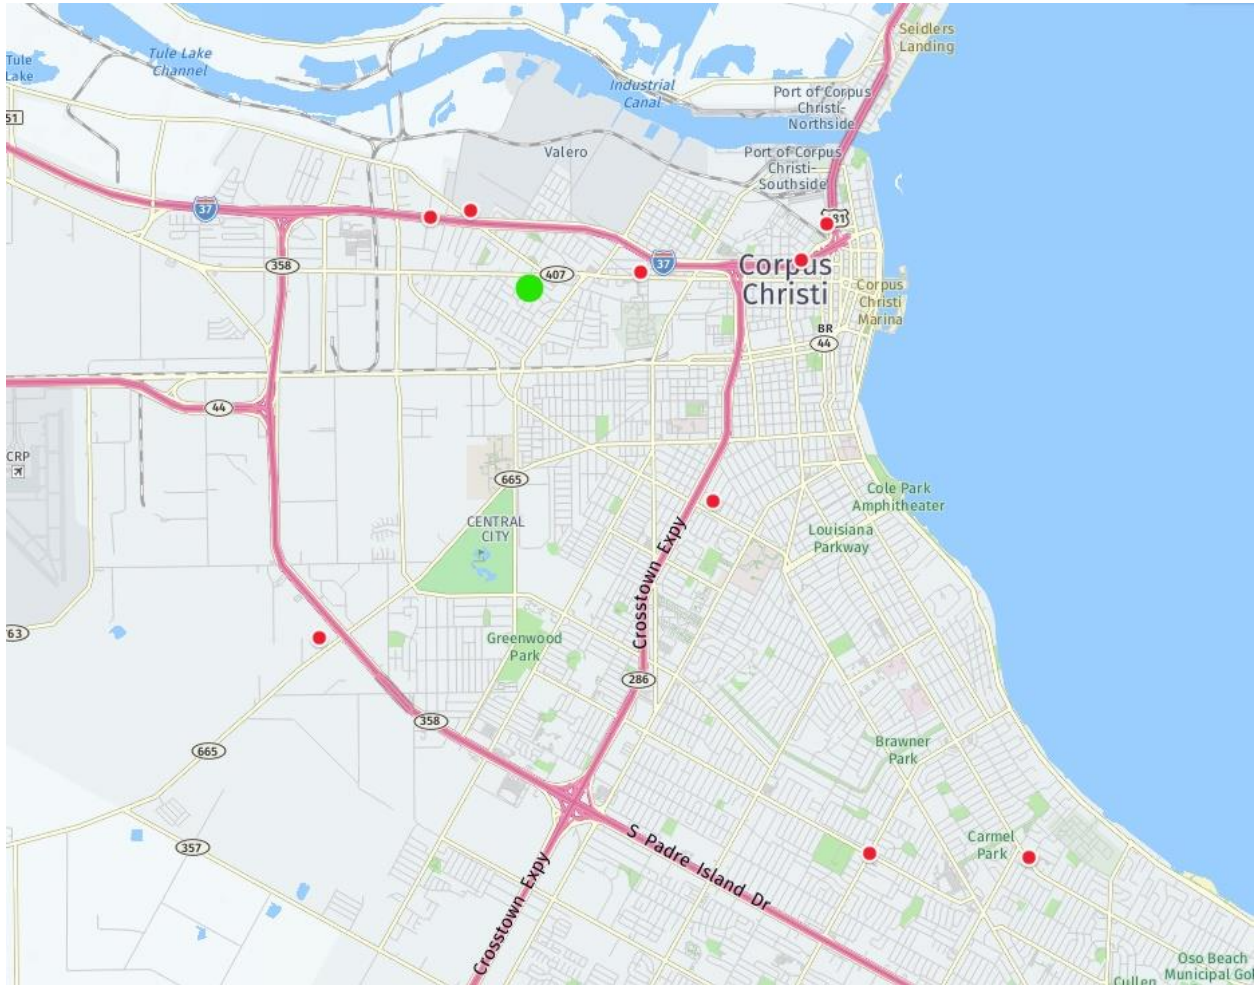 Seidlers
Landing
Tule Lake
Channel
Tule
Lake
Industrial
Canal
Port of Corpus
Christi-
Northside
51
Valero
Port of Corpus
Christi-
Southside
37
81
358
407
37
Corpus
Christi
Corpus
Christi
Marina
BR
44
44
CRP
665
Cole Park
Amphitheater
CENTRAL
CITY
Louisiana
Parkway
Crosstown Expy
763
Greenwood
Park
286
358
665
Brawner
Park
357
S Padre Island Dr
Carmel
Park
Crosstown Expy
Oso Beach
Municipal Gol
Cullen